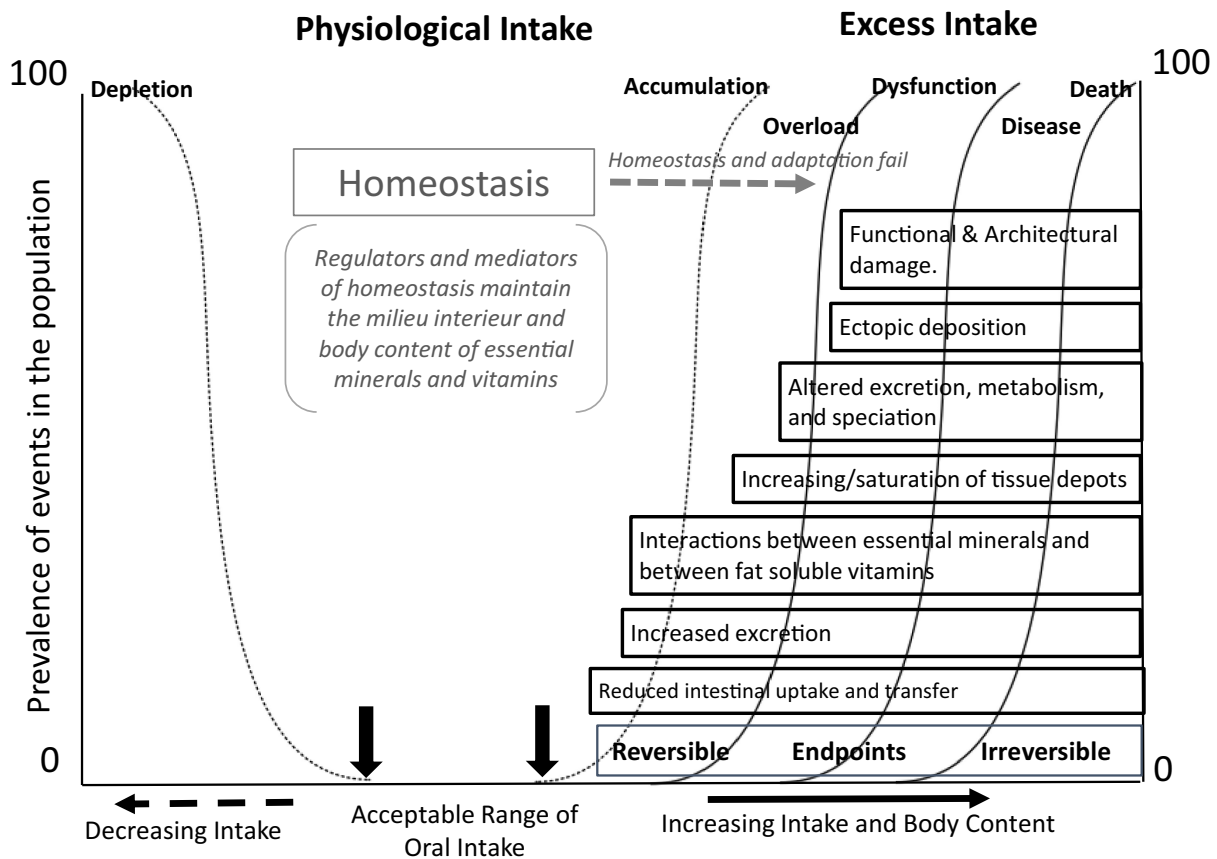 Physiological Intake
Excess Intake
100
100
Depletion
Accumulation
Dysfunction
Death
Overload
Disease
Homeostasis and adaptation fail
Homeostasis
Regulators and mediators
of homeostasis maintain
the milieu interieur and
body content of essential
minerals and vitamins
Functional & Architectural
damage.
Ectopic deposition
Altered excretion, metabolism,
and speciation
Increasing/saturation of tissue depots
Interactions between essential minerals and
between fat soluble vitamins
Increased excretion
Reduced intestinal uptake and transfer
Reversible
Endpoints
Irreversible
Prevalence of events in the population
0
0
Decreasing Intake
Acceptable Range of
Oral Intake
Increasing Intake and Body Content